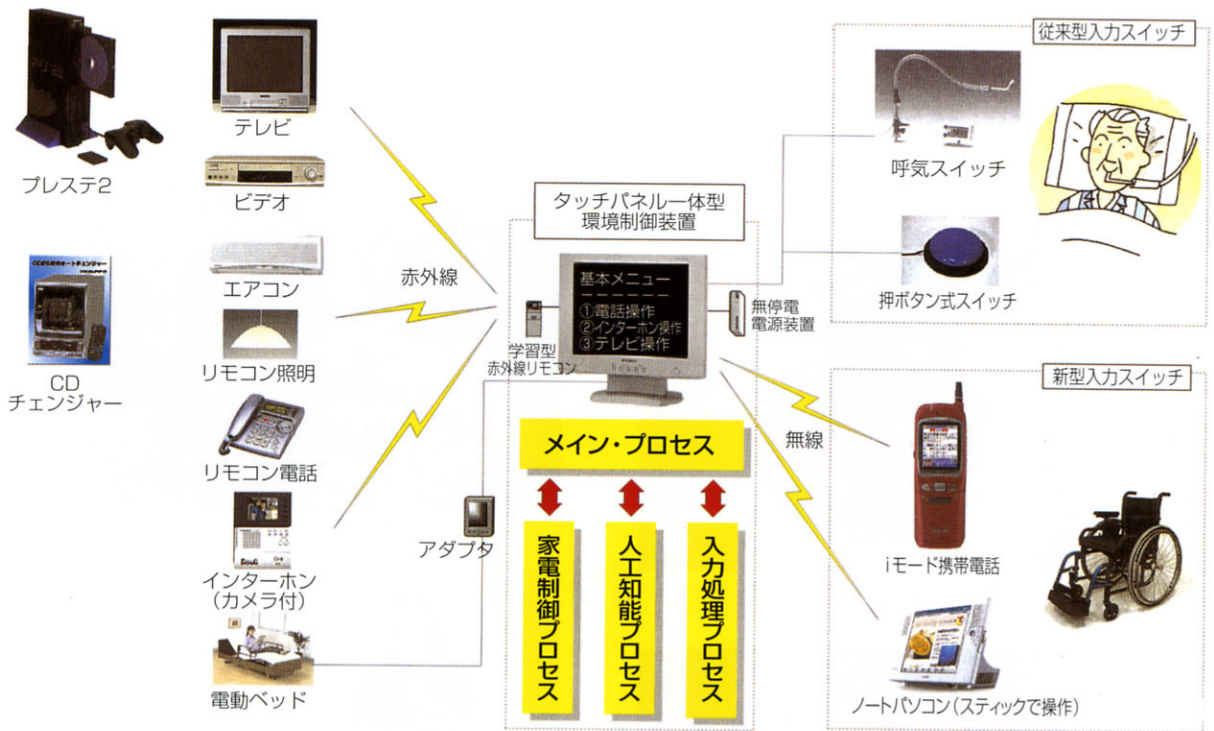 プレステ2
CD
チェンジャー
テレビ
ビデオ
エアコン
リモコン照明
リモコン電話
インターホン
(カメラ付)
電動ベッド
赤外線
アダプタ
タッチパネル一体型
環境制御装置
基本メニュー
------
①電話操作
②インターホン操作
③テレビ操作
学習型
赤外線リモコン
無停電
電源装置
メイン・プロセス
家電制御プロセス
人工知能プロセス
入力処理プロセス
無線
従来型入力スイッチ
呼気スイッチ
押ボタン式スイッチ
新型入力スイッチ
iモード携帯電話
ノートパソコン(スティックで操作)